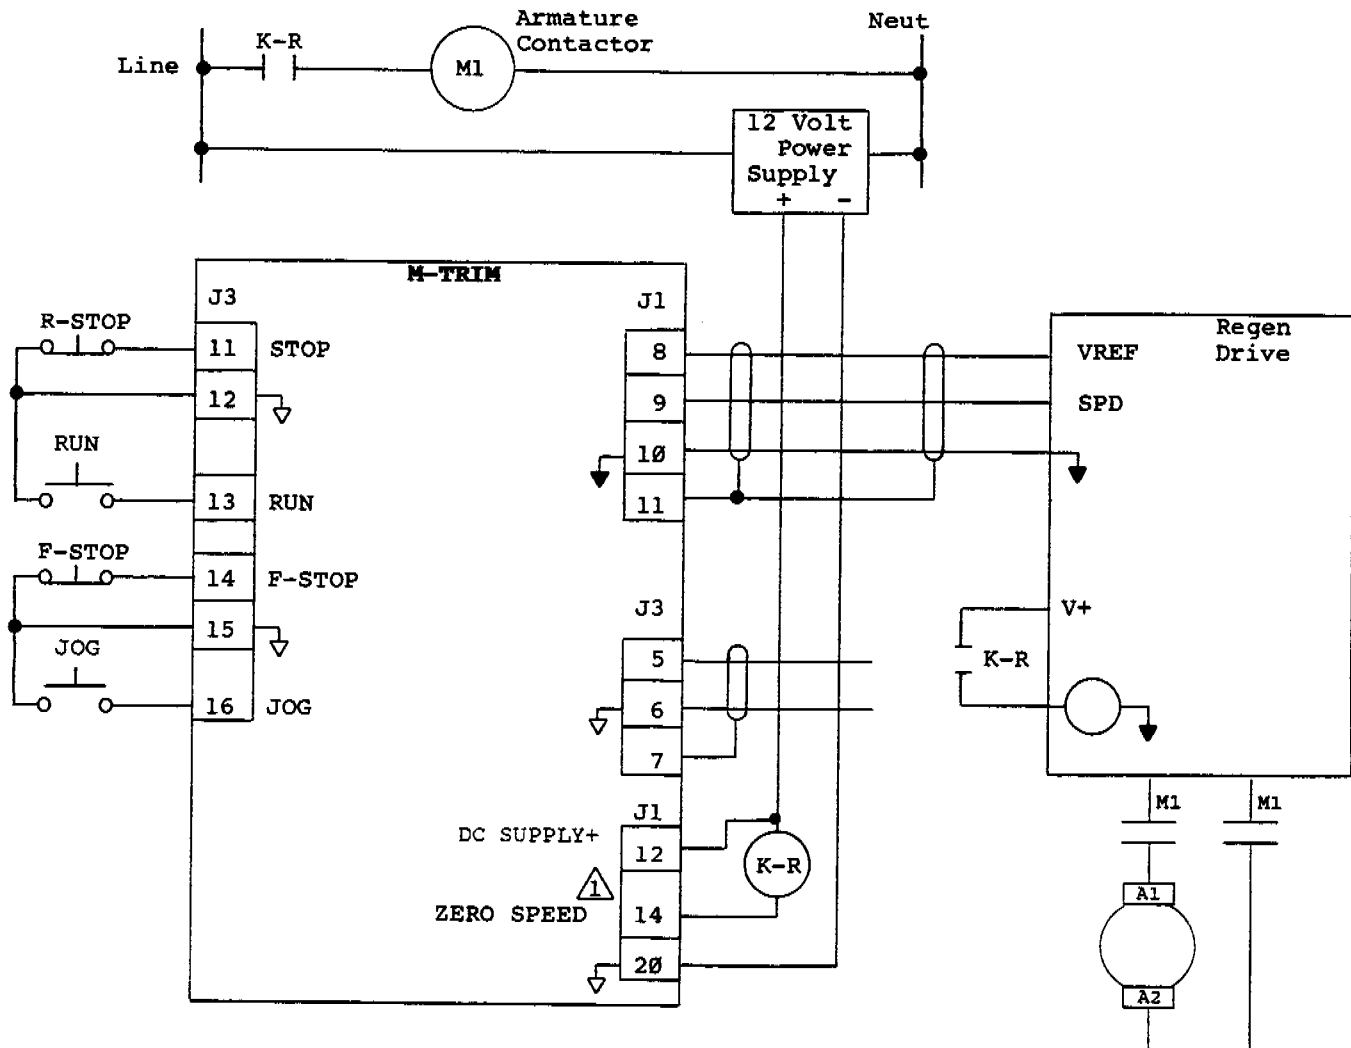 Armature
Contactor
Neut
K-R
Line
M1
12 Volt
Power
Supply
+ -
M-TRIM
J3
J1
R-STOP
11 STOP
12
RUN
13 RUN
F-STOP
14 F-STOP
15
JOG
16 JOG
8
9
10
11
Regen
Drive
VREF
SPD
J3
5
6
7
V+
K-R
J1
DC SUPPLY+
12
K-R
1
ZERO SPEED
14
20
M1
M1
A1
A2